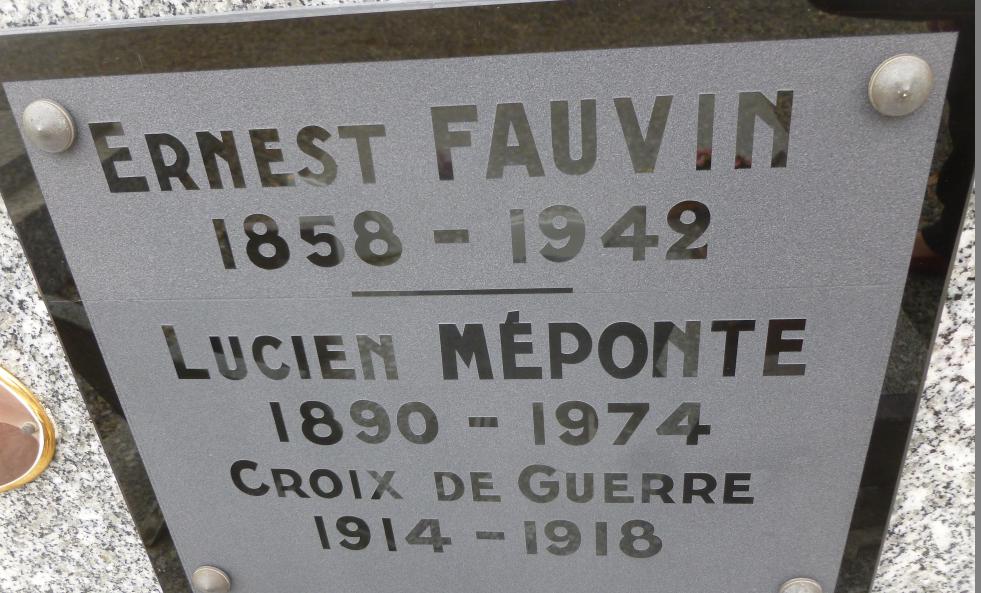 ERNEST FAUVIN
1858 - 1942
LUCIEN MÉPONTE
1890 - 1974
CROIX DE GUERRE
1914 - 1918